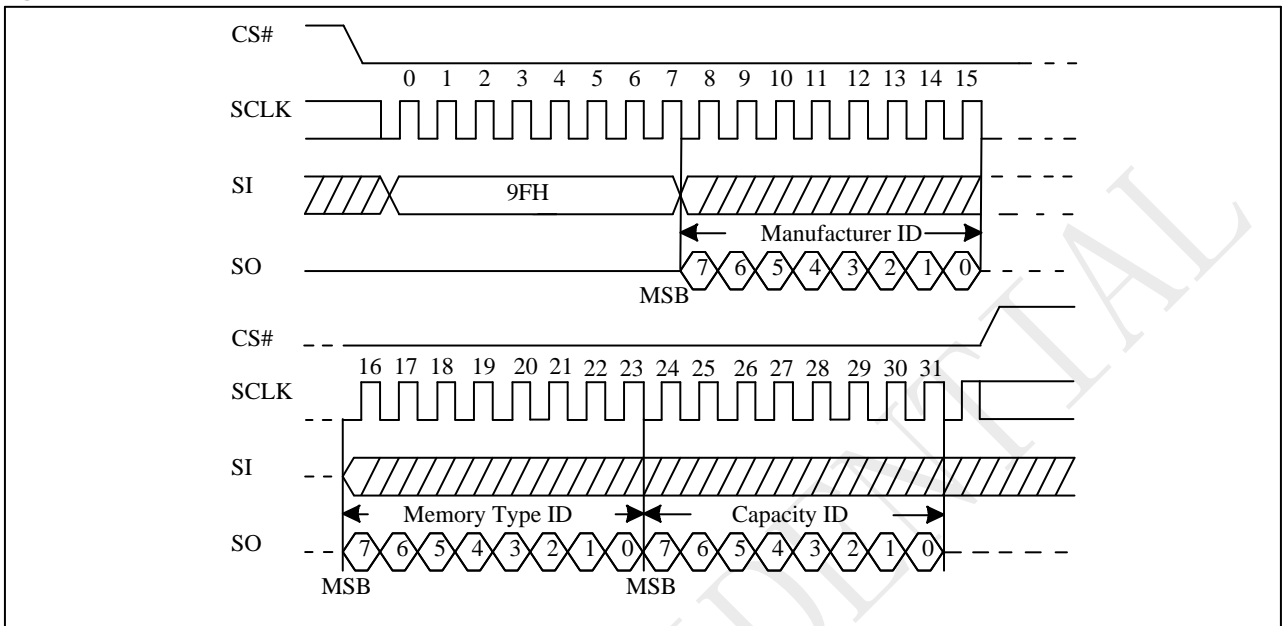 CS#
0 1 2 3 4 5 6 7 8 9 10 11 12 13 14 15
SCLK
SI
9FH
Manufacturer ID
SO
7 6 5 4 3 2 1 0
MSB
CS#
16 17 18 19 20 21 22 23 24 25 26 27 28 29 30 31
SCLK
SI
Memory Type ID Capacity ID
SO
7 6 5 4 3 2 1 0 7 6 5 4 3 2 1 0
MSB MSB